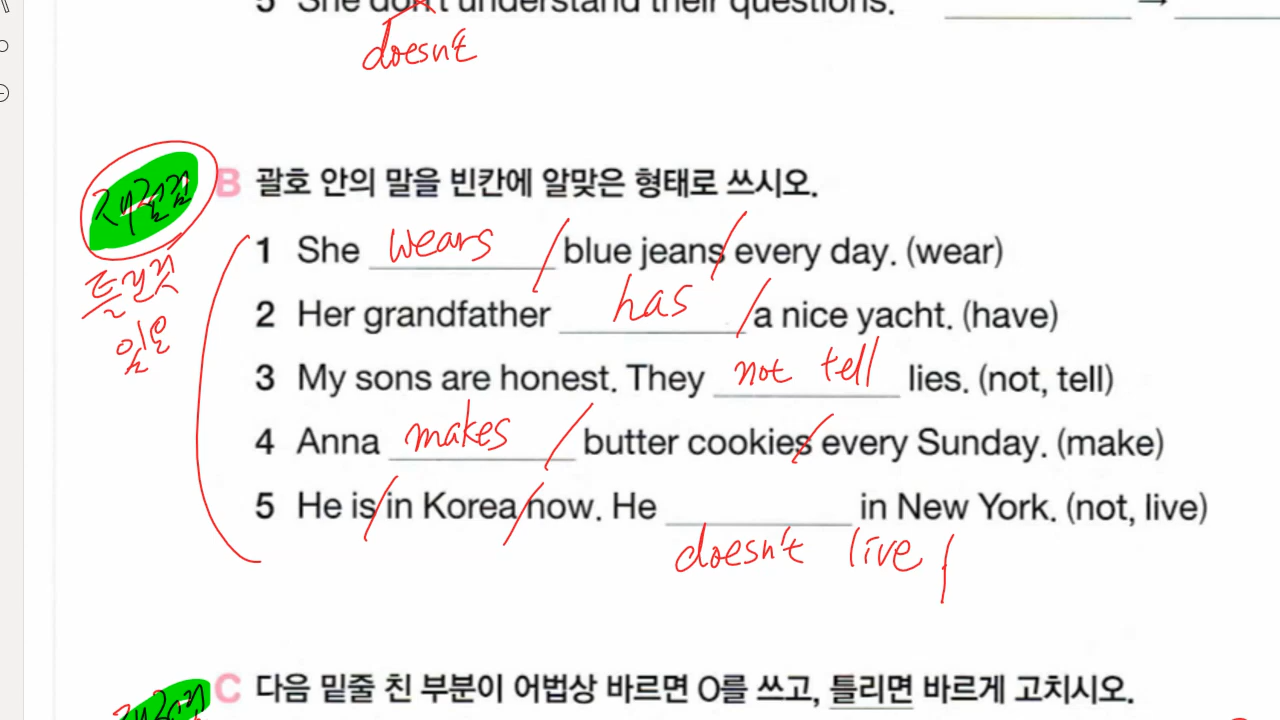 5 She don't understand their questions. →
doesn't
재점검
틀린것
있음
B 괄호 안의 말을 빈칸에 알맞은 형태로 쓰시오.
1 She wears blue jeans every day. (wear)
2 Her grandfather has a nice yacht. (have)
3 My sons are honest. They not tell lies. (not, tell)
4 Anna makes butter cookies every Sunday. (make)
5 He is in Korea now. He in New York. (not, live)
doesn't live
재점검
C 다음 밑줄 친 부분이 어법상 바르면 O를 쓰고, 틀리면 바르게 고치시오.